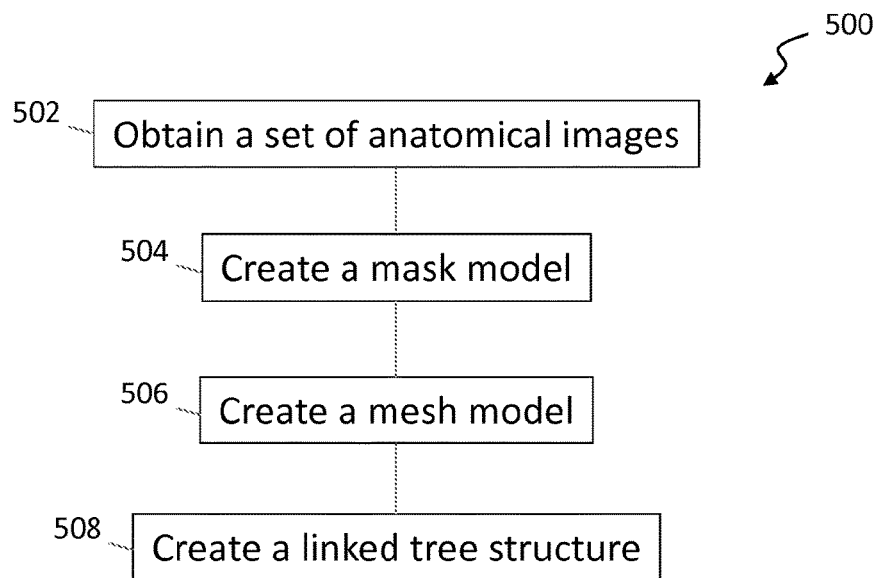 500
502
Obtain a set of anatomical images
504
Create a mask model
506
Create a mesh model
508
Create a linked tree structure